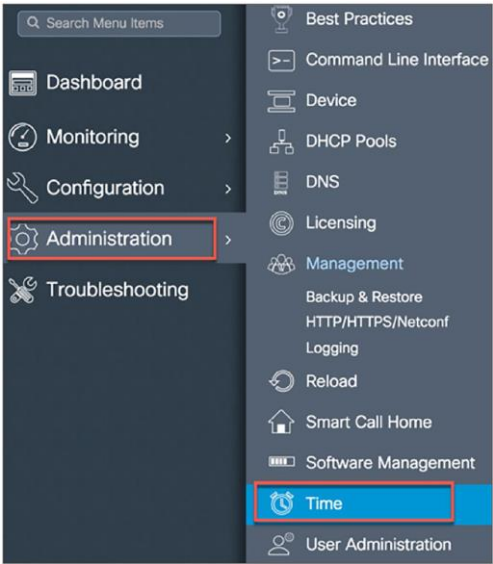 Search Menu Items
Dashboard
Monitoring
Configuration
Administration
Troubleshooting
Best Practices
Command Line Interface
Device
DHCP Pools
DNS
Licensing
Management
Backup & Restore
HTTP/HTTPS/Netconf
Logging
Reload
Smart Call Home
Software Management
Time
User Administration